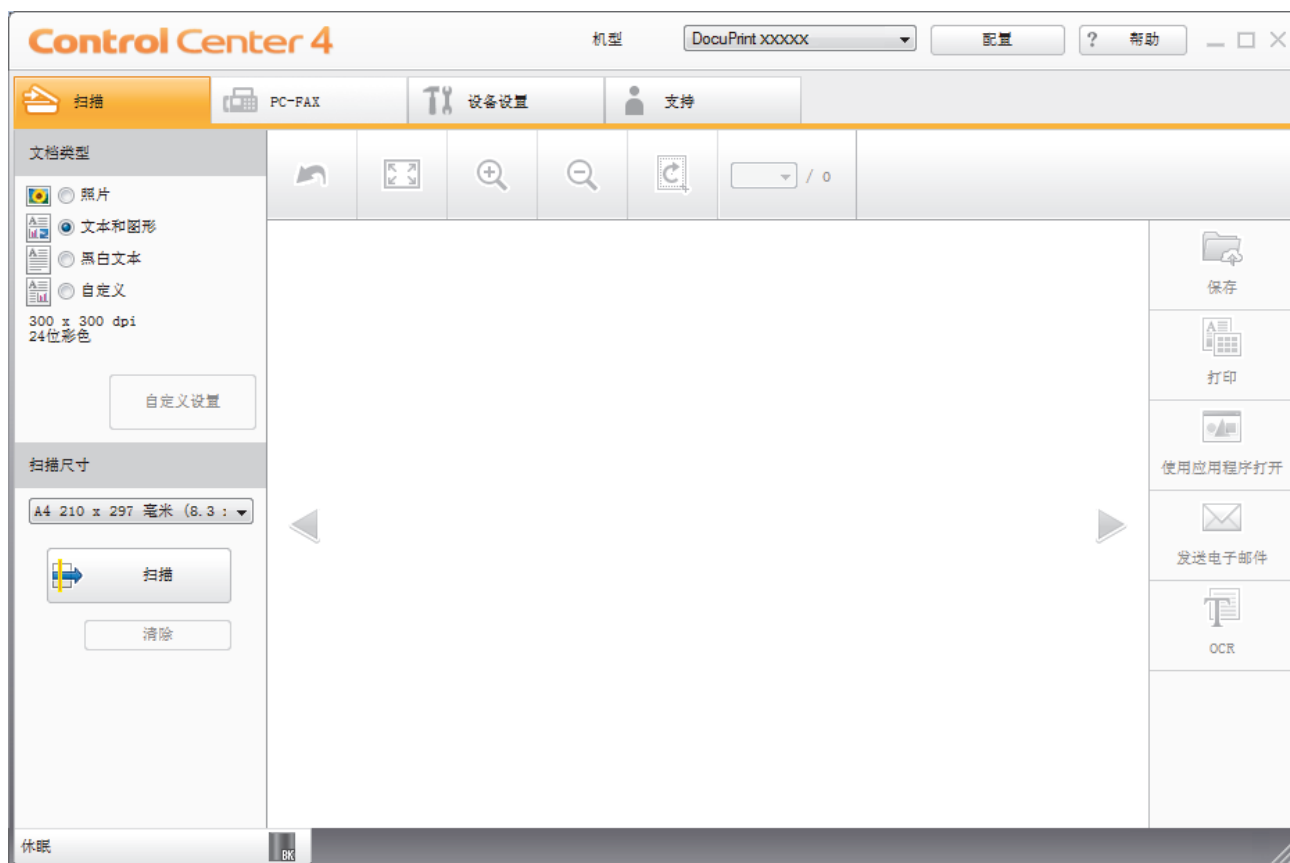 Control Center 4
机型
DocuPrint XXXXX
配置
? 帮助
扫描
PC-FAX
设备设置
支持
文档类型
照片
文本和图形
黑白文本
自定义
300 x 300 dpi
24位彩色
自定义设置
扫描尺寸
A4 210 x 297 毫米 (8.3 :
扫描
清除
/ 0
保存
打印
使用应用程序打开
发送电子邮件
OCR
休眠
BK